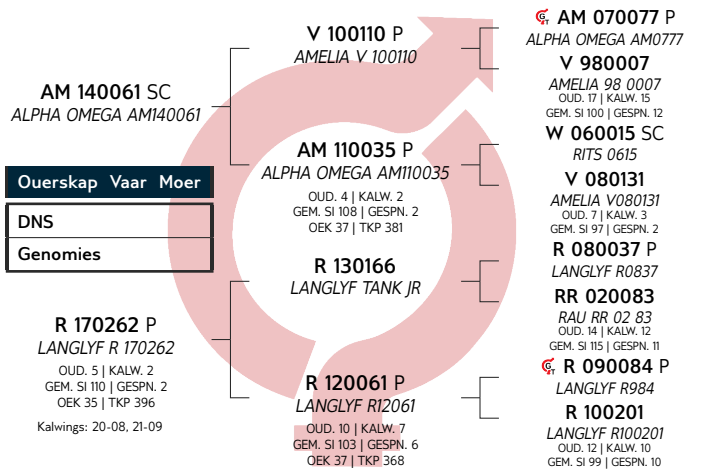 AM 140061 SC
ALPHA OMEGA AM140061
Ouerskap Vaar Moer
DNS
Genomies
R 170262 P
LANGLYF R 170262
OUD. 5 | KALW. 2
GEM. SI 110 | GESPN. 2
OEK 35 | TKP 396
Kalwings: 20-08, 21-09
V 100110 P
AMELIA V 100110
AM 110035 P
ALPHA OMEGA AM110035
OUD. 4 | KALW. 2
GEM. SI 108 | GESPN. 2
OEK 37 | TKP 381
R 130166
LANGLYF TANK JR
R 120061 P
LANGLYF R12061
OUD. 10 | KALW. 7
GEM. SI 103 | GESPN. 6
OEK 37 | TKP 368
GT AM 070077 P
ALPHA OMEGA AM0777
V 980007
AMELIA 98 0007
OUD. 17 | KALW. 15
GEM. SI 100 | GESPN. 12
W 060015 SC
RITS 0615
V 080131
AMELIA V080131
OUD. 7 | KALW. 3
GEM. SI 97 | GESPN. 2
R 080037 P
LANGLYF R0837
RR 020083
RAU RR 02 83
OUD. 14 | KALW. 12
GEM. SI 115 | GESPN. 11
GT R 090084 P
LANGLYF R984
R 100201
LANGLYF R100201
OUD. 12 | KALW. 10
GEM. SI 99 | GESPN. 10